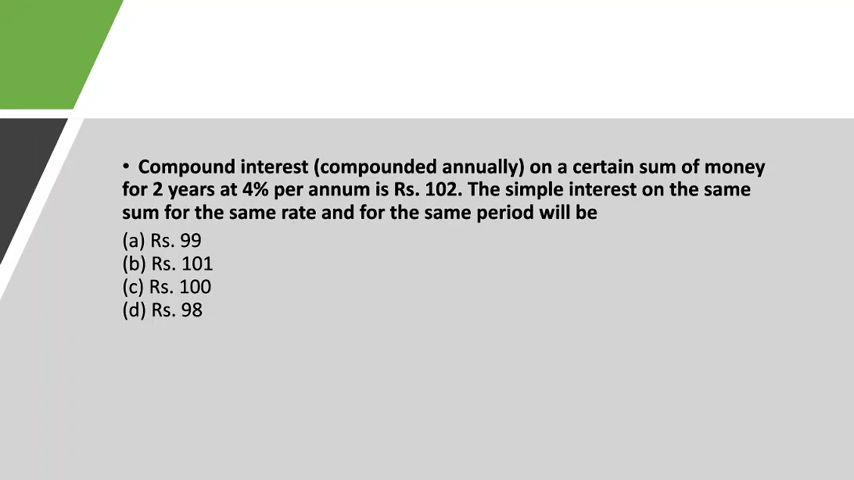 • Compound interest (compounded annually) on a certain sum of money
for 2 years at 4% per annum is Rs. 102. The simple interest on the same
sum for the same rate and for the same period will be
(a) Rs. 99
(b) Rs. 101
(c) Rs. 100
(d) Rs. 98